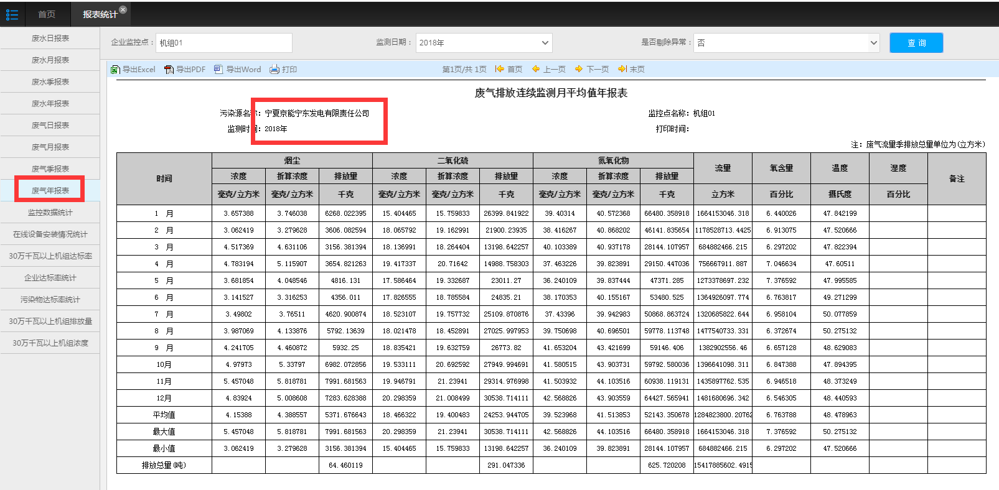 首页 报表统计
废水日报表
废水月报表
废水季报表
废水年报表
废气日报表
废气月报表
废气季报表
废气年报表
监控数据统计
在线设备安装情况统计
30万千瓦以上机组达标率
企业达标率统计
污染物达标率统计
30万千瓦以上机组排放量
30万千瓦以上机组浓度
企业监控点： 机组01 监测日期： 2018年 是否剔除异常： 否 查 询
导出Excel 导出PDF 导出Word 打印 第1页/共 1页 首页 上一页 下一页 末页
废气排放连续监测月平均值年报表
污染源名称： 宁夏京能宁东发电有限责任公司 监控点名称： 机组01
监测时间： 2018年 打印时间：
注： 废气流量季排放总量单位为(立方米)
时间 烟尘 二氧化硫 氮氧化物 流量 氧含量 温度 湿度 备注
浓度 折算浓度 排放量 浓度 折算浓度 排放量 浓度 折算浓度 排放量
毫克/立方米 毫克/立方米 千克 毫克/立方米 毫克/立方米 千克 毫克/立方米 毫克/立方米 千克 立方米 百分比 摄氏度 百分比
1 月 3.657388 3.746038 6268.022395 15.404465 15.759833 26399.841922 39.40314 40.572368 66480.358918 1664153046.318 6.440026 47.842199
2 月 3.062419 3.279628 3606.082594 18.065792 19.162991 21900.23935 38.416267 40.868202 46141.835654 1178528713.4425 6.913075 47.520666
3 月 4.517369 4.631106 3156.381394 18.136991 18.264404 13198.642257 40.103389 40.937178 28144.107957 684882466.215 6.297202 47.822394
4 月 4.783194 5.115907 3654.821263 19.417337 20.71642 14988.758303 37.463226 39.823891 29150.447036 756667911.887 7.046634 47.60511
5 月 3.681854 4.048546 4816.131 17.586464 19.332687 23011.27 36.240109 39.837444 47371.285 1273378697.232 7.376592 47.995585
6 月 3.141527 3.316253 4356.011 17.826555 18.785584 24835.21 38.170353 40.155167 53480.525 1364926097.774 6.763817 49.271299
7 月 3.49802 3.76511 4620.900874 18.523107 19.757732 25109.870876 37.43396 39.942983 50868.863724 1320685822.644 6.958104 50.077859
8 月 3.987069 4.133876 5792.13639 18.021478 18.452891 27025.997953 39.750698 40.696501 59778.113748 1477540733.331 6.372674 50.275132
9 月 4.241705 4.460872 5932.25 18.835421 19.632759 26773.82 41.653204 43.421699 59146.406 1382902556.46 6.657128 48.629083
10月 4.97973 5.33797 6982.072856 19.533111 20.692592 27949.994691 41.580515 43.903731 59792.580036 1396641098.311 6.847388 47.894395
11月 5.457048 5.818781 7991.681563 19.946791 21.23941 29314.976998 41.503932 44.103516 60938.119131 1435897762.535 6.946518 48.373249
12月 4.83924 5.008608 7283.628388 20.298359 21.008499 30538.714111 42.568826 43.903559 64427.565941 1481680696.342 6.546305 48.440593
平均值 4.15388 4.388557 5371.676643 18.466322 19.400483 24253.944705 39.523968 41.513853 52143.350678 1284823800.20762 6.763788 48.478963
最大值 5.457048 5.818781 7991.681563 20.298359 21.23941 30538.714111 42.568826 44.103516 66480.358918 1664153046.318 7.376592 50.275132
最小值 3.062419 3.279628 3156.381394 15.404465 15.759833 13198.642257 36.240109 39.823891 28144.107957 684882466.215 6.297202 47.520666
排放总量(吨) 64.460119 291.047336 625.720208 15417885602.4915